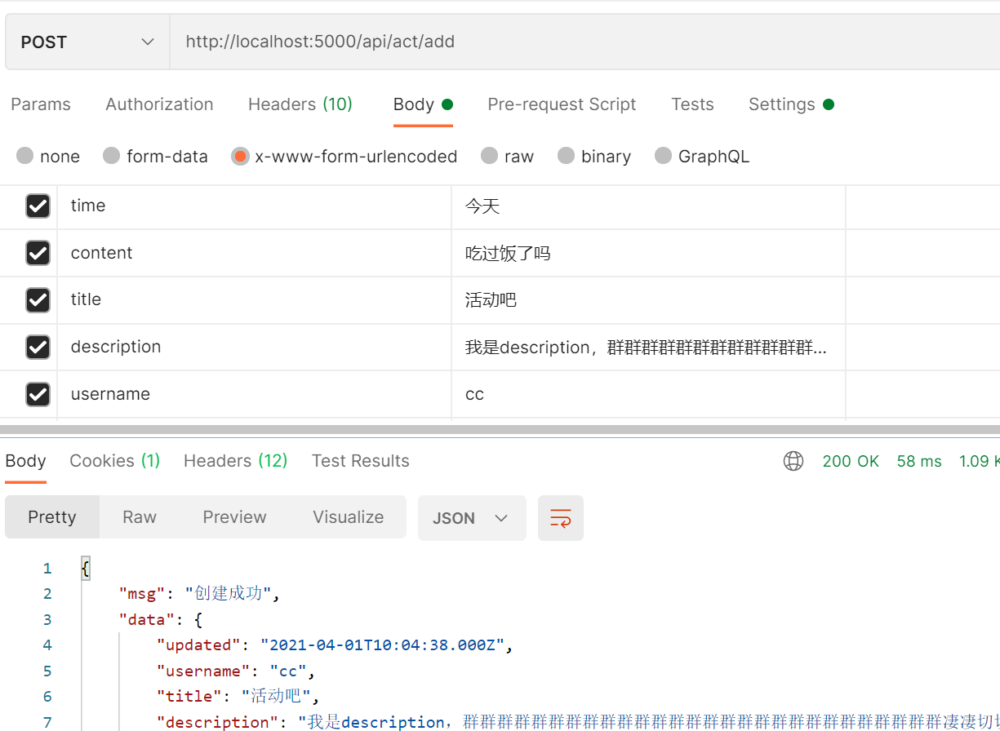 POST http://localhost:5000/api/act/add
Params Authorization Headers (10) Body Pre-request Script Tests Settings
none form-data x-www-form-urlencoded raw binary GraphQL
time 今天
content 吃过饭了吗
title 活动吧
description 我是description，群群群群群群群群群群群群...
username cc
Body Cookies (1) Headers (12) Test Results 200 OK 58 ms 1.09 K
Pretty Raw Preview Visualize JSON
1 {
2 "msg": "创建成功",
3 "data": {
4 "updated": "2021-04-01T10:04:38.000Z",
5 "username": "cc",
6 "title": "活动吧",
7 "description": "我是description，群群群群群群群群群群群群群群群群群群群群群群群群群群群群凄凄切